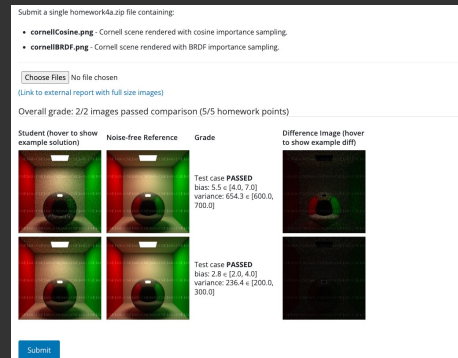 Submit a single homework4a.zip file containing:
• cornellCosine.png - Cornell scene rendered with cosine importance sampling.
• cornellBRDF.png - Cornell scene rendered with BRDF importance sampling.
Choose Files No file chosen
(Link to external report with full size images)
Overall grade: 2/2 images passed comparison (5/5 homework points)
Student (hover to show
example solution)
Noise-free Reference
Grade
Difference Image (hover
to show example diff)
Test case PASSED
bias: 5.5 ∈ [4.0, 7.0]
variance: 654.3 ∈ [600.0,
700.0]
Test case PASSED
bias: 2.8 ∈ [2.0, 4.0]
variance: 236.4 ∈ [200.0,
300.0]
Submit